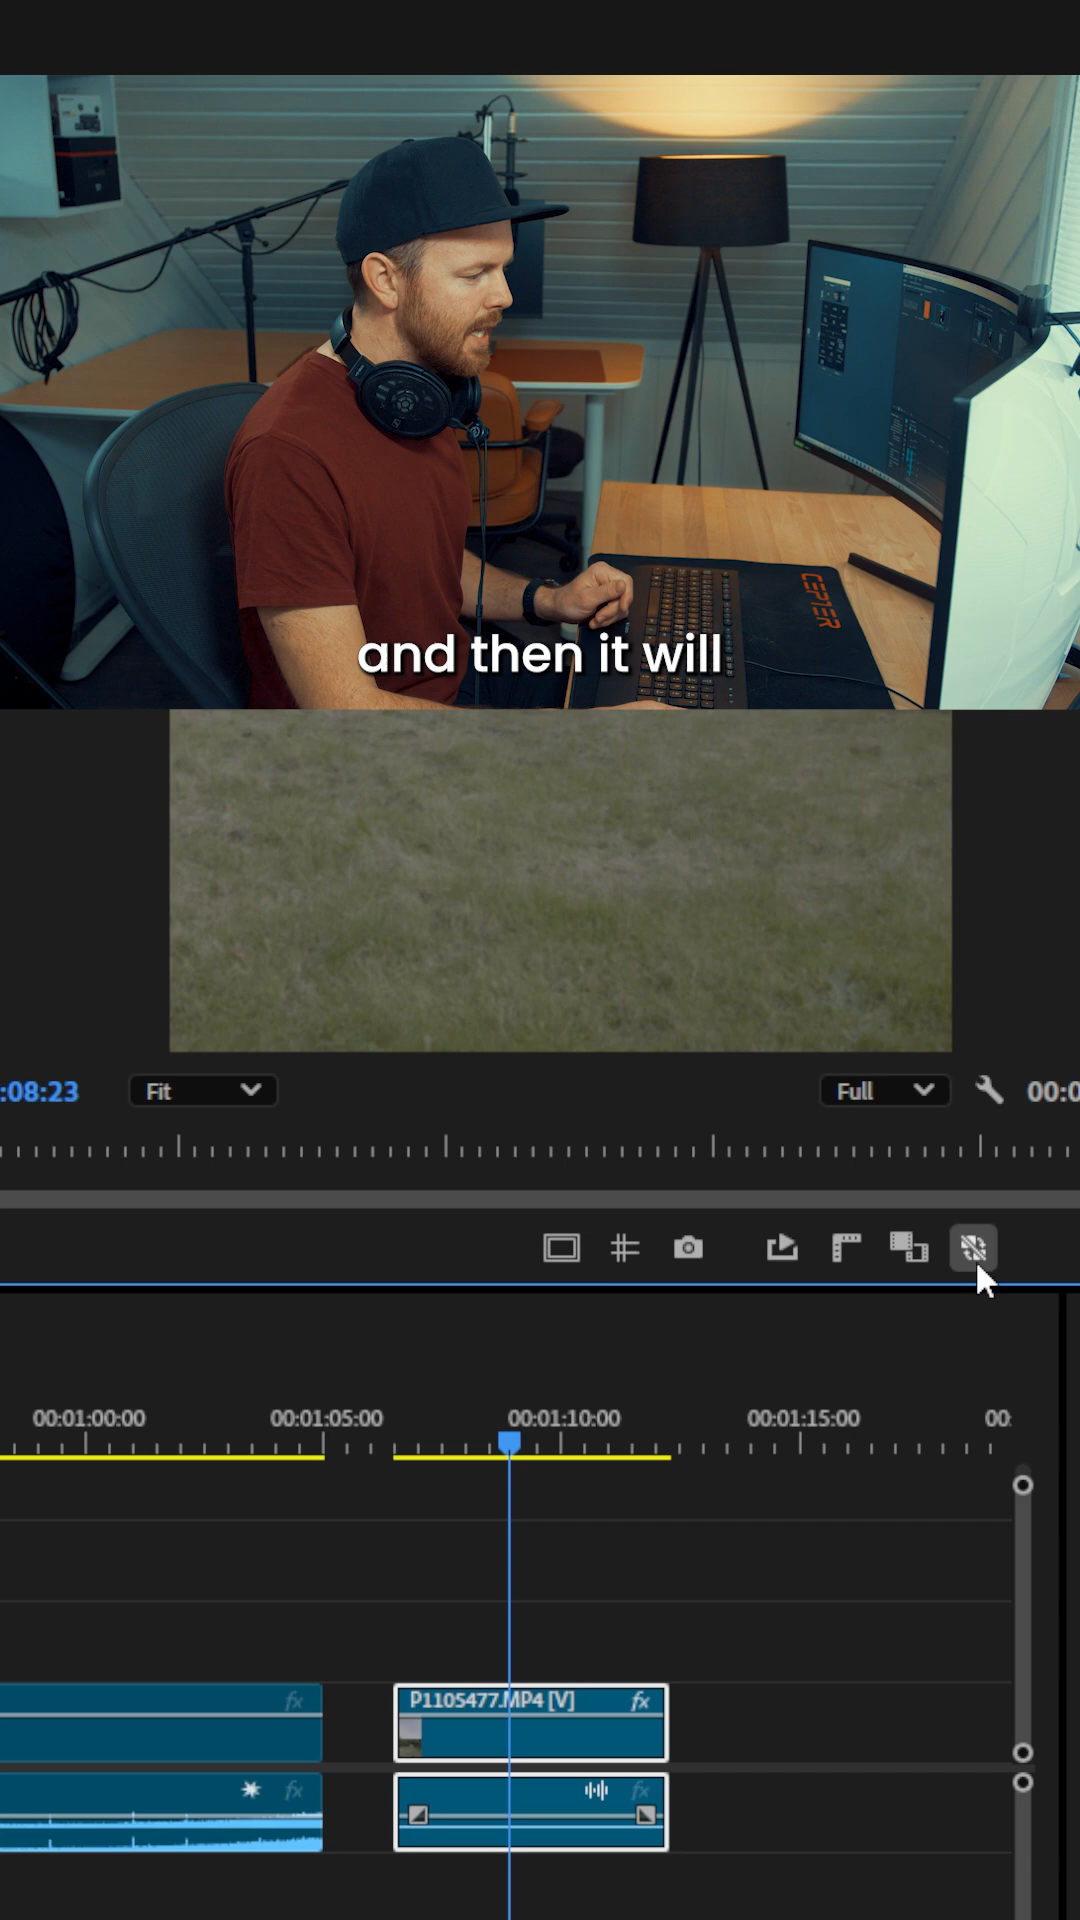 CEPTER
and then it will
:08:23
Fit
Full
00:0
00:01:00:00
00:01:05:00
00:01:10:00
00:01:15:00
00:
fx
P1105477.MP4 [V]
fx
fx
fx